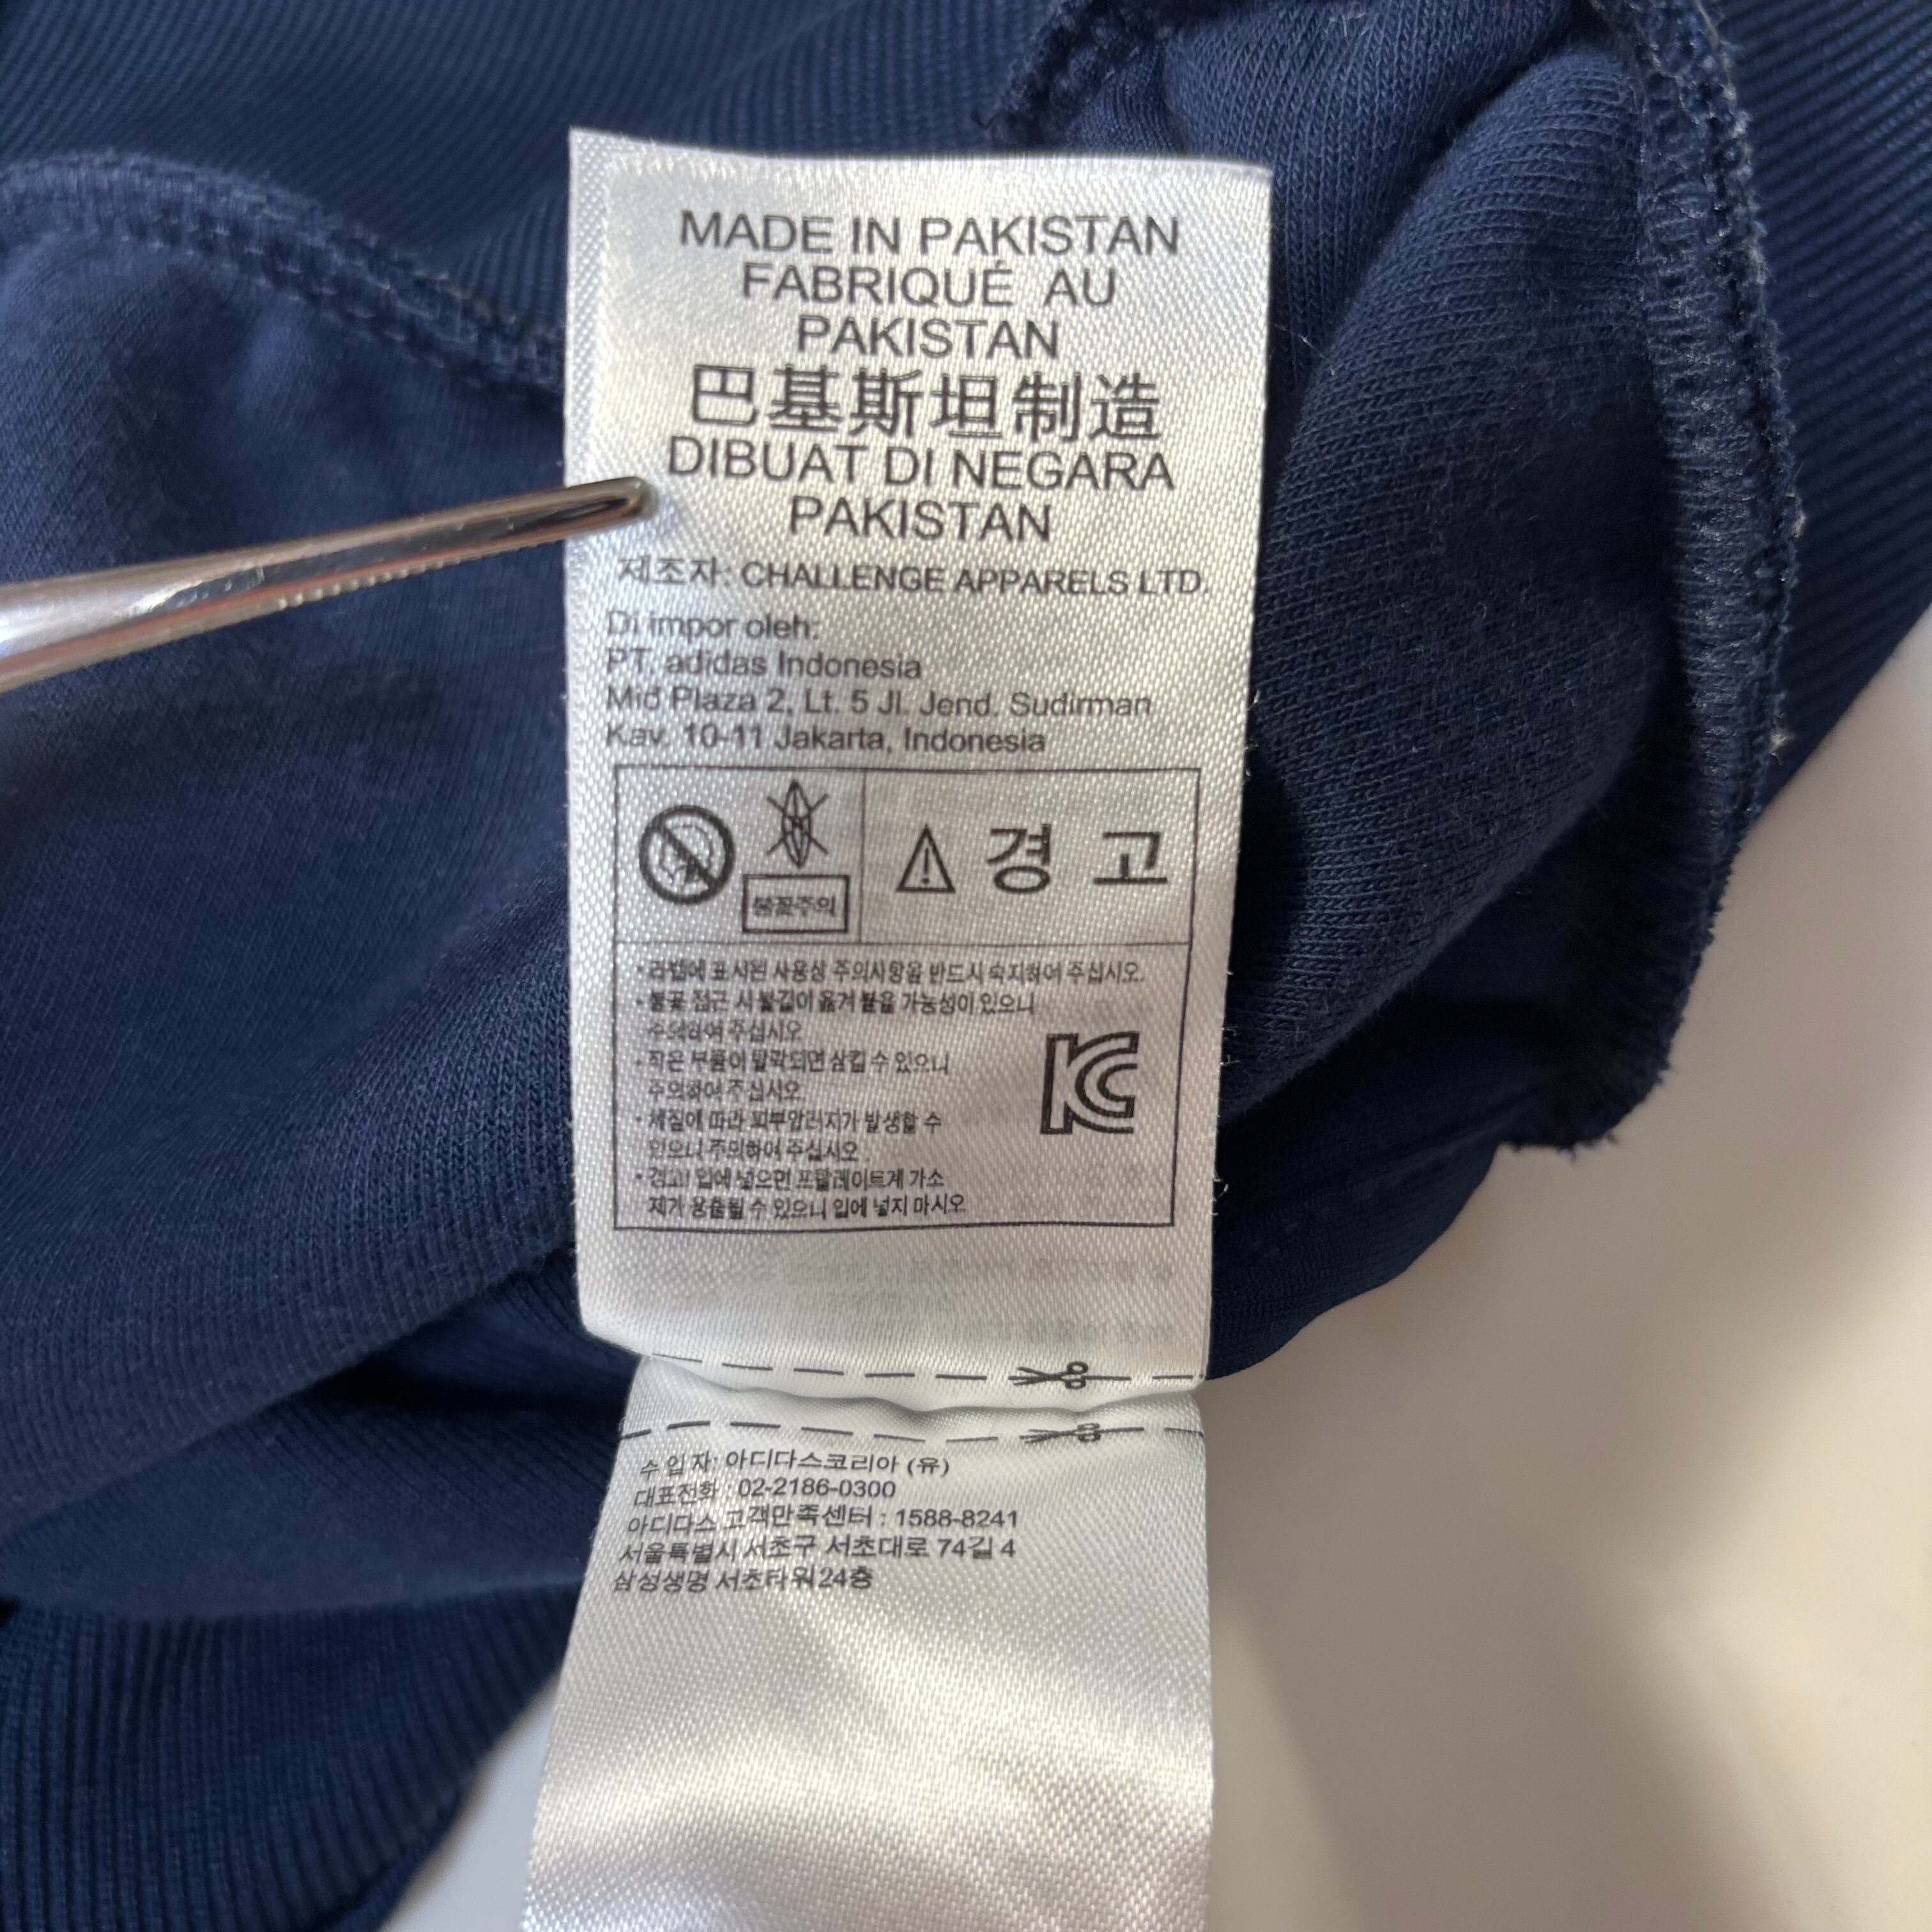 MADE IN PAKISTAN
FABRIQUÉ AU
PAKISTAN
巴基斯坦制造
DIBUAT DI NEGARA
PAKISTAN
제조자: CHALLENGE APPARELS LTD.
Di impor oleh:
PT. adidas Indonesia
Mid Plaza 2, Lt. 5 Jl. Jend. Sudirman
Kav. 10-11 Jakarta, Indonesia
불꽃주의
경 고
• 라벨에 표시된 사용상 주의사항을 반드시 숙지하여 주십시오.
• 불꽃 접근 시 불길이 옮겨 붙을 가능성이 있으니
주의하여 주십시오
• 작은 부품이 탈락되면 삼킬 수 있으니
주의하여 주십시오
• 체질에 따라 피부알러지가 발생할 수
있으니 주의하여 주십시오
• 경고! 입에 넣으면 프탈레이트계 가소
제가 용출될 수 있으니 입에 넣지 마시오
KC
수 입 자: 아디다스코리아 (유)
대표전화 : 02-2186-0300
아디다스 고객만족센터 : 1588-8241
서울특별시 서초구 서초대로 74길 4
삼성생명 서초타워24층